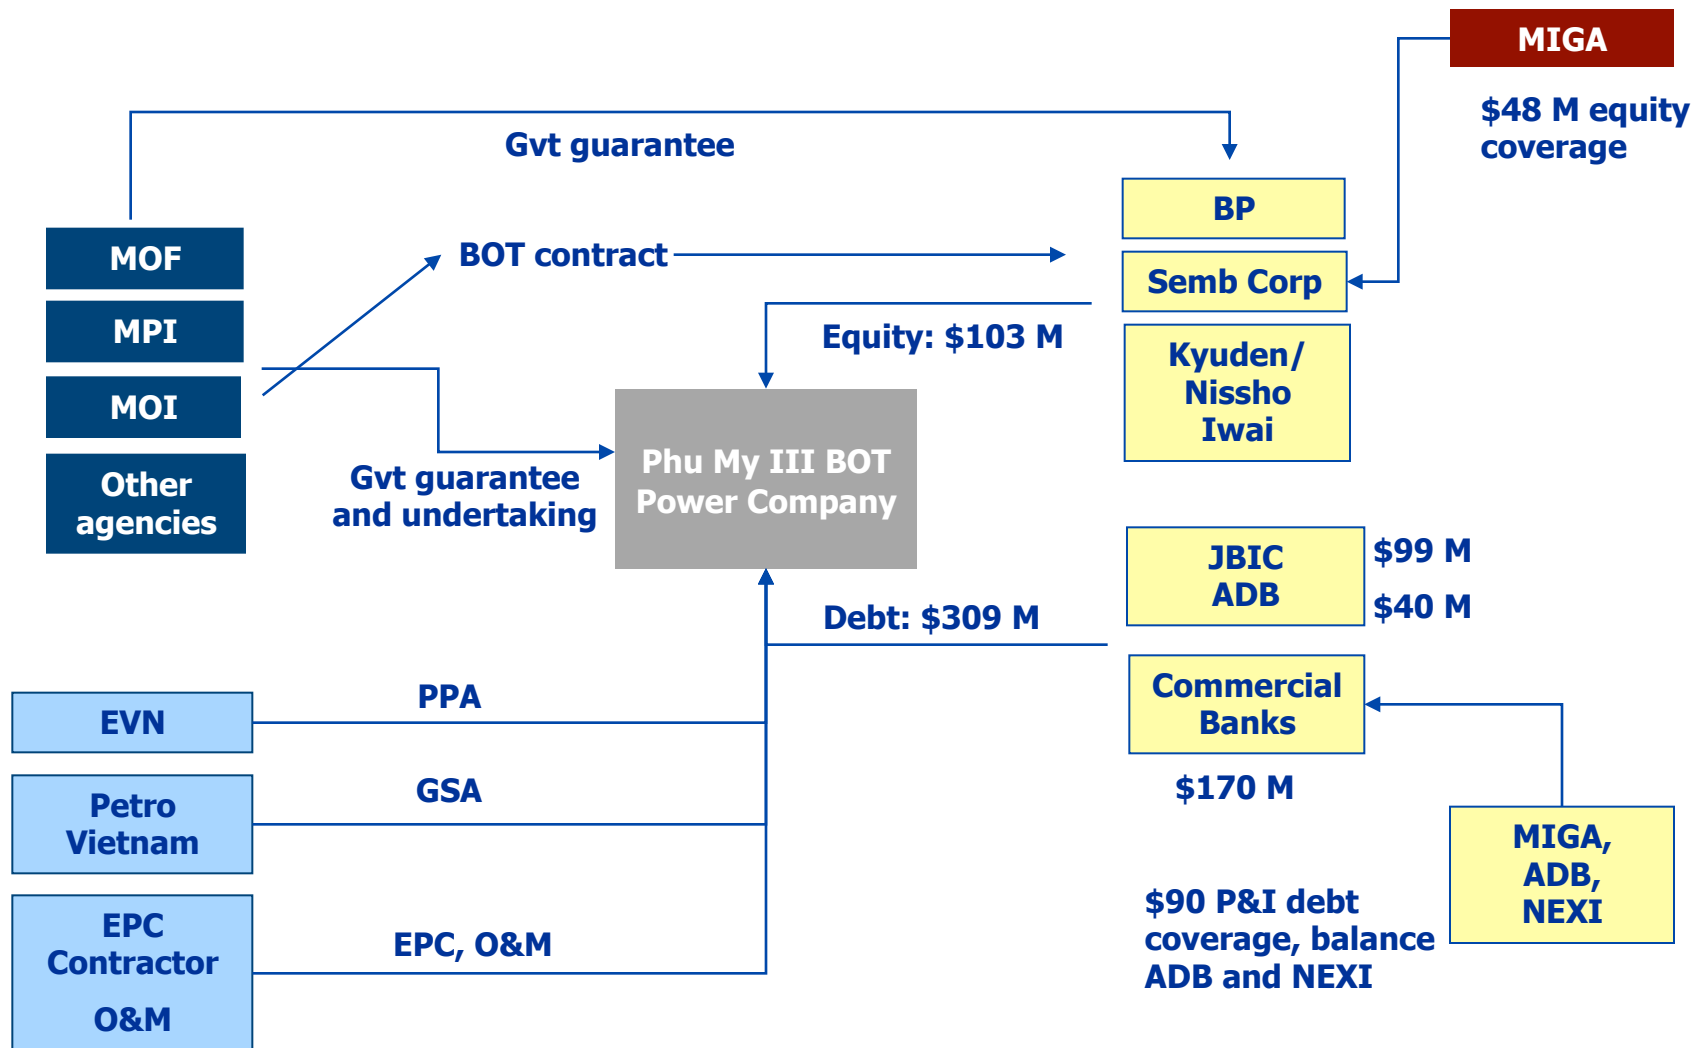 MIGA
$48 M equity
coverage
Gvt guarantee
BP
MOF
BOT contract
Semb Corp
MPI
Equity: $103 M
Kyuden/
Nissho
Iwai
MOI
Phu My III BOT
Power Company
Other
agencies
Gvt guarantee
and undertaking
JBIC
ADB
$99 M
$40 M
Debt: $309 M
Commercial
Banks
$170 M
EVN
PPA
Petro
Vietnam
GSA
MIGA,
ADB,
NEXI
$90 P&I debt
coverage, balance
ADB and NEXI
EPC
Contractor
O&M
EPC, O&M